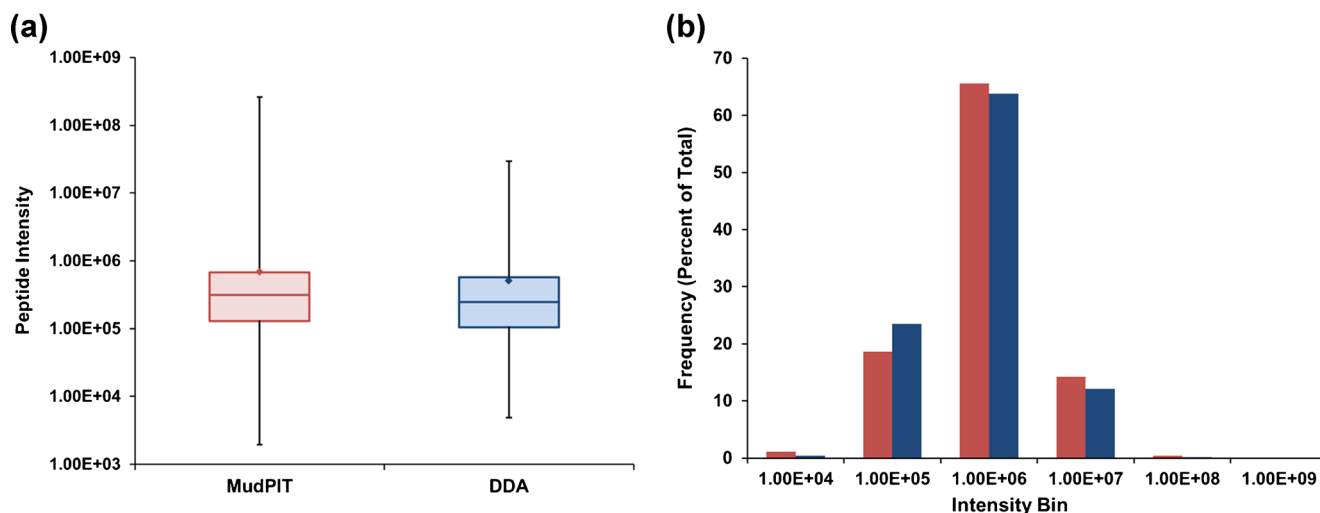 (a)
1.00E+09
1.00E+08
1.00E+07
1.00E+06
1.00E+05
1.00E+04
1.00E+03
Peptide Intensity
MudPIT DDA
(b)
70
60
50
40
30
20
10
0
Frequency (Percent of Total)
1.00E+04 1.00E+05 1.00E+06 1.00E+07 1.00E+08 1.00E+09
Intensity Bin